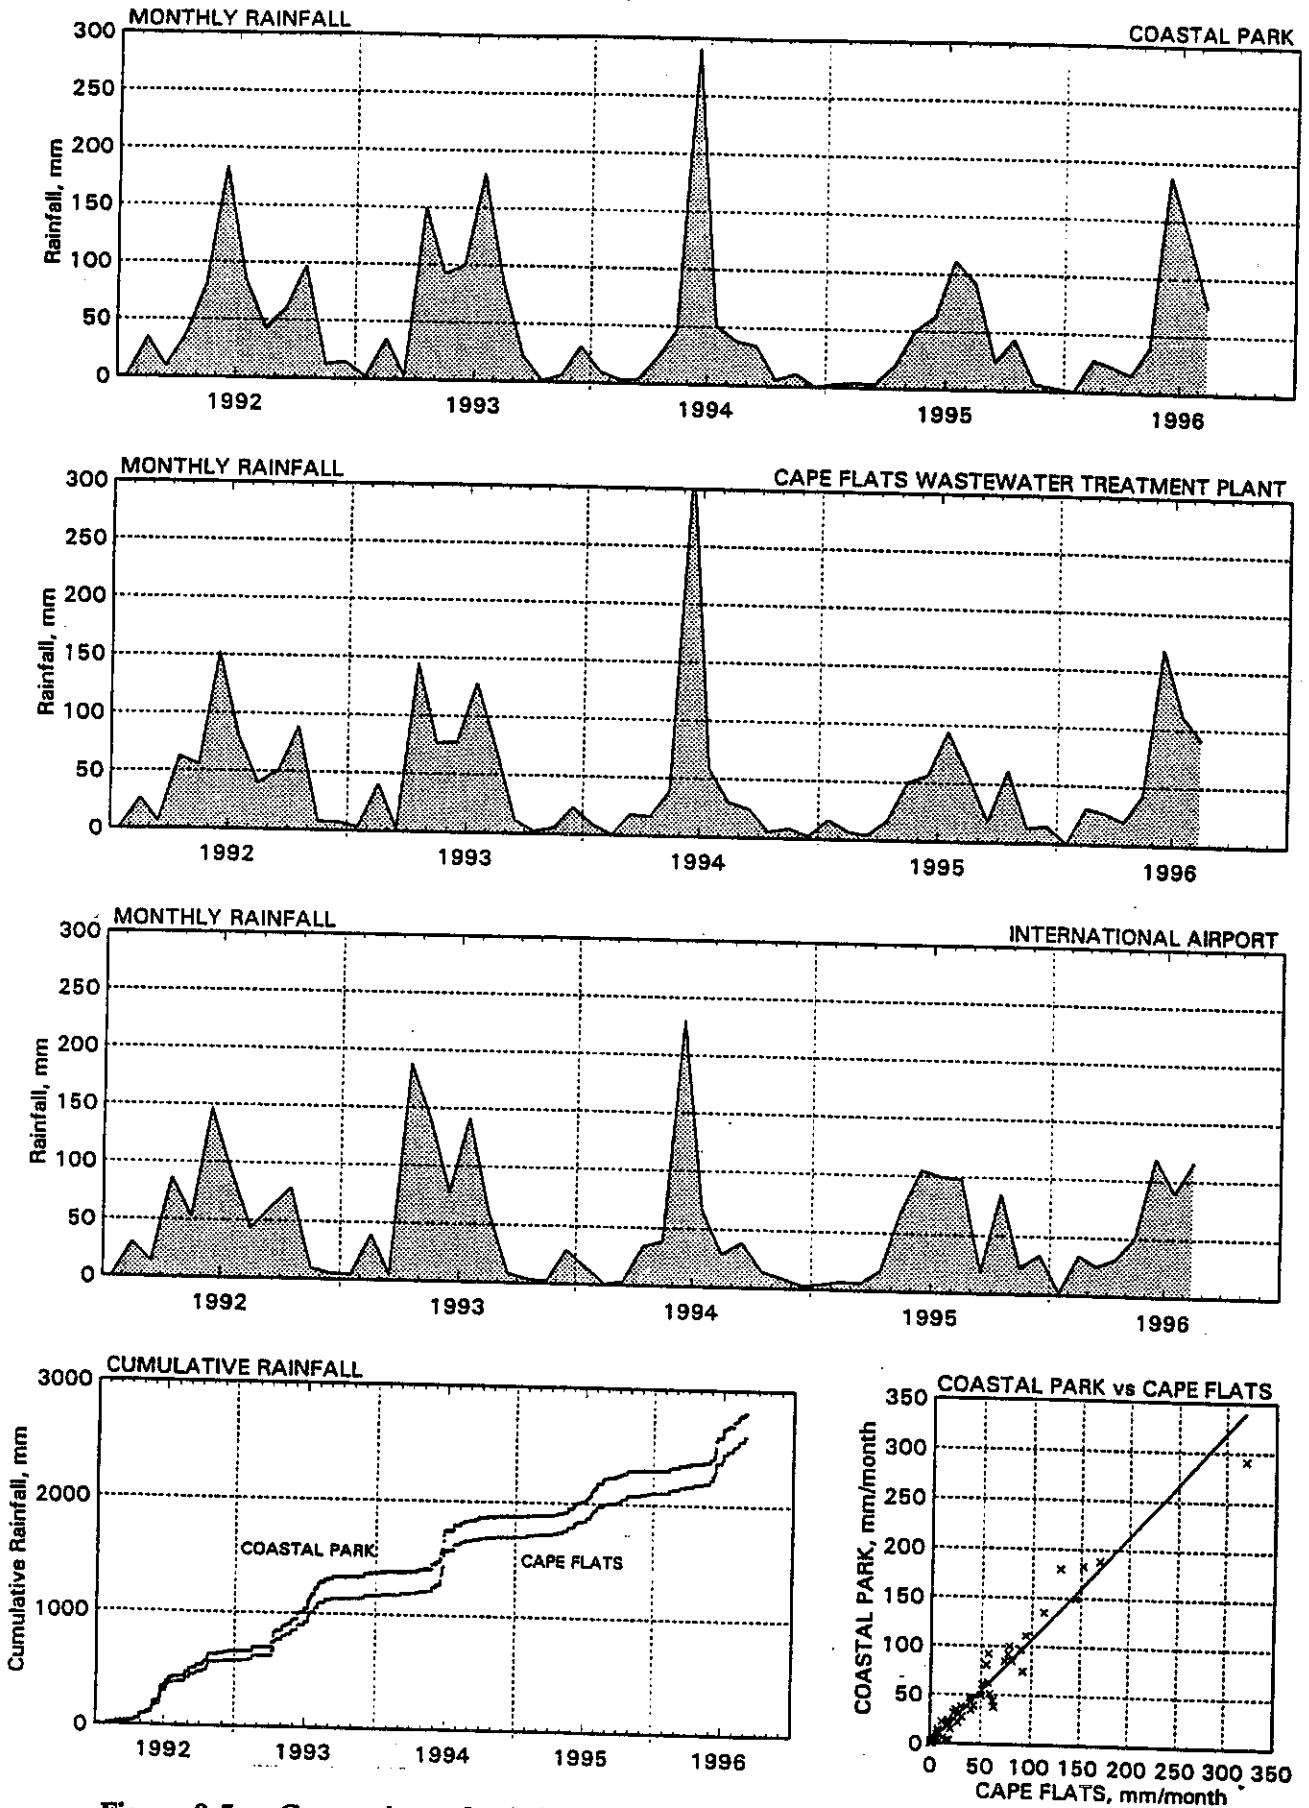 MONTHLY RAINFALL
COASTAL PARK
300
250
200
150
100
50
0
Rainfall, mm
1992 1993 1994 1995 1996
MONTHLY RAINFALL
CAPE FLATS WASTEWATER TREATMENT PLANT
300
250
200
150
100
50
0
Rainfall, mm
1992 1993 1994 1995 1996
MONTHLY RAINFALL
INTERNATIONAL AIRPORT
300
250
200
150
100
50
0
Rainfall, mm
1992 1993 1994 1995 1996
CUMULATIVE RAINFALL
3000
2000
1000
0
Cumulative Rainfall, mm
COASTAL PARK
CAPE FLATS
1992 1993 1994 1995 1996
COASTAL PARK vs CAPE FLATS
350
300
250
200
150
100
50
0
COASTAL PARK, mm/month
0 50 100 150 200 250 300 350
CAPE FLATS, mm/month